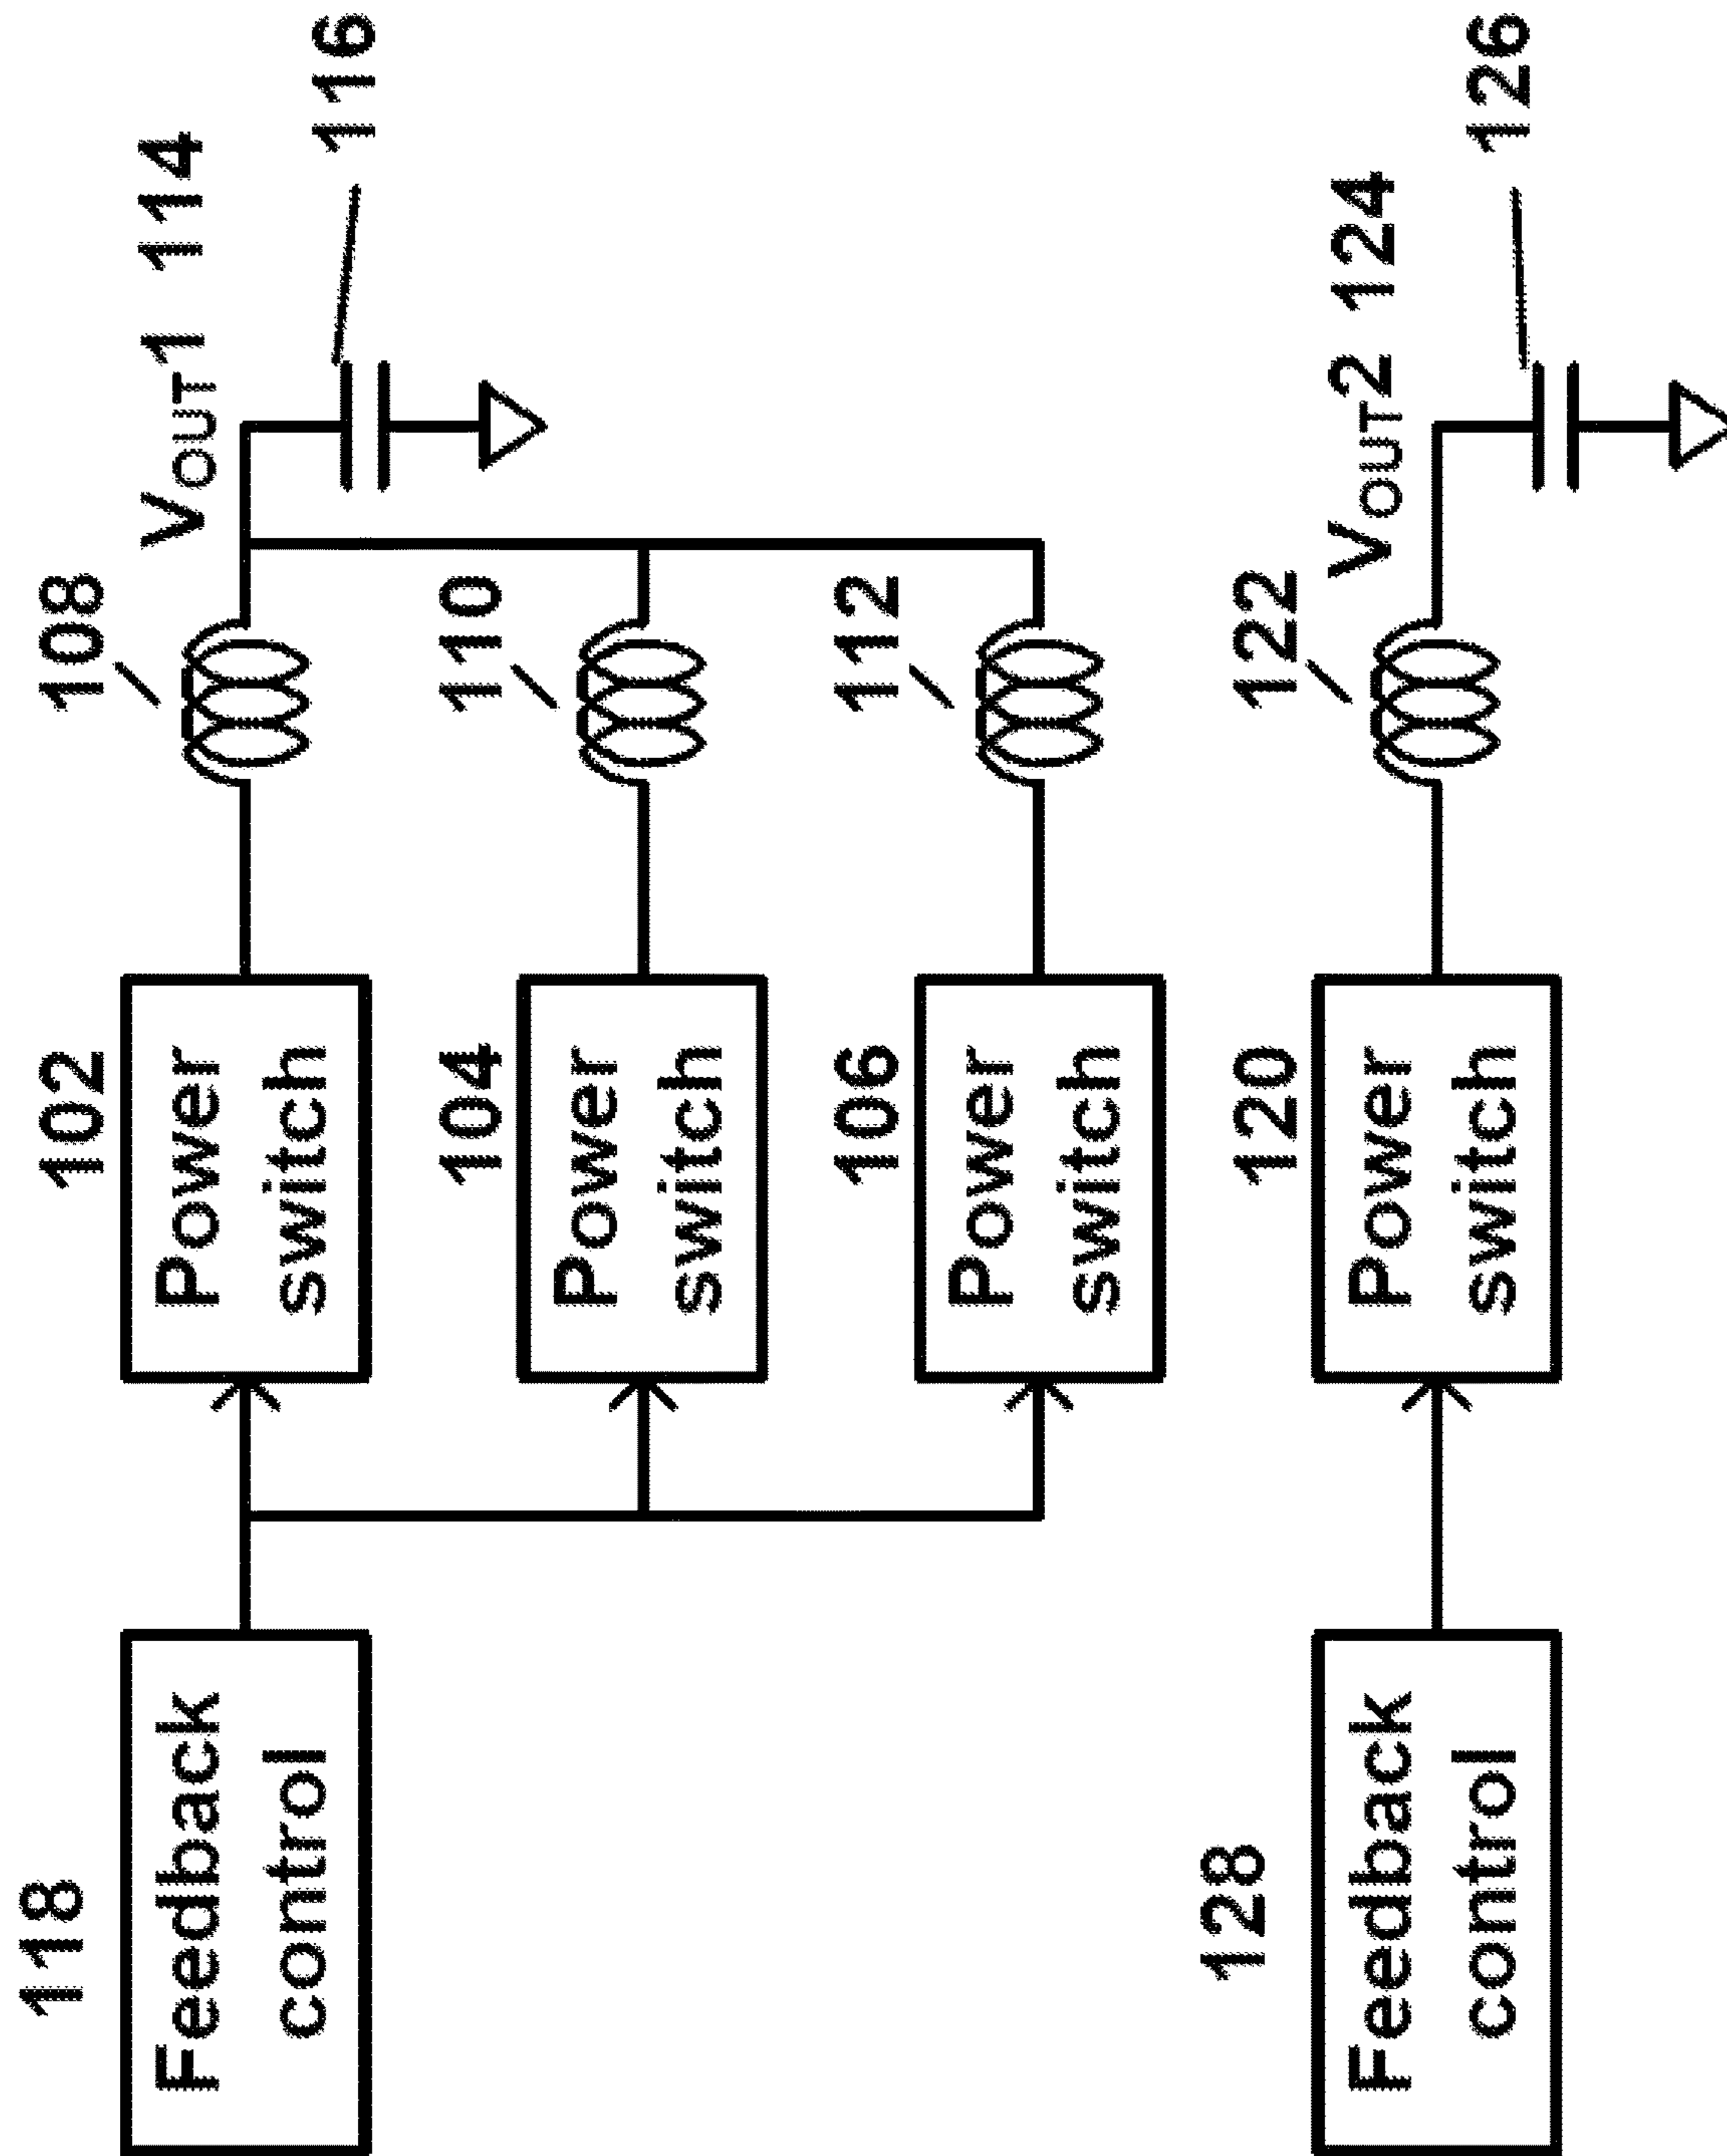 118
Feedback
control
102
Power
switch
108
VOUT1 114
116
104
Power
switch
110
106
Power
switch
112
128
Feedback
control
120
Power
switch
122
VOUT2 124
126